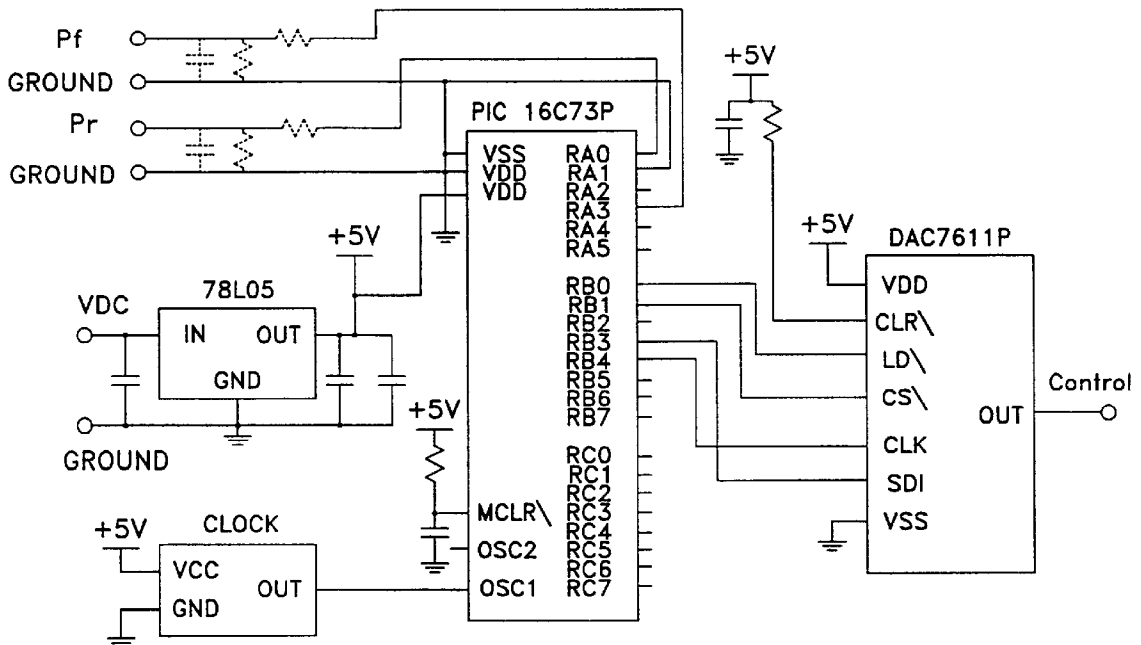 Pf
GROUND
Pr
GROUND
PIC 16C73P
VSS
VDD
VDD
MCLR\
OSC2
OSC1
RA0
RA1
RA2
RA3
RA4
RA5
RB0
RB1
RB2
RB3
RB4
RB5
RB6
RB7
RC0
RC1
RC2
RC3
RC4
RC5
RC6
RC7
+5V
78L05
VDC
IN
OUT
GND
GROUND
+5V
+5V
CLOCK
VCC
GND
OUT
+5V
+5V
DAC7611P
VDD
CLR\
LD\
CS\
CLK
SDI
VSS
OUT
Control